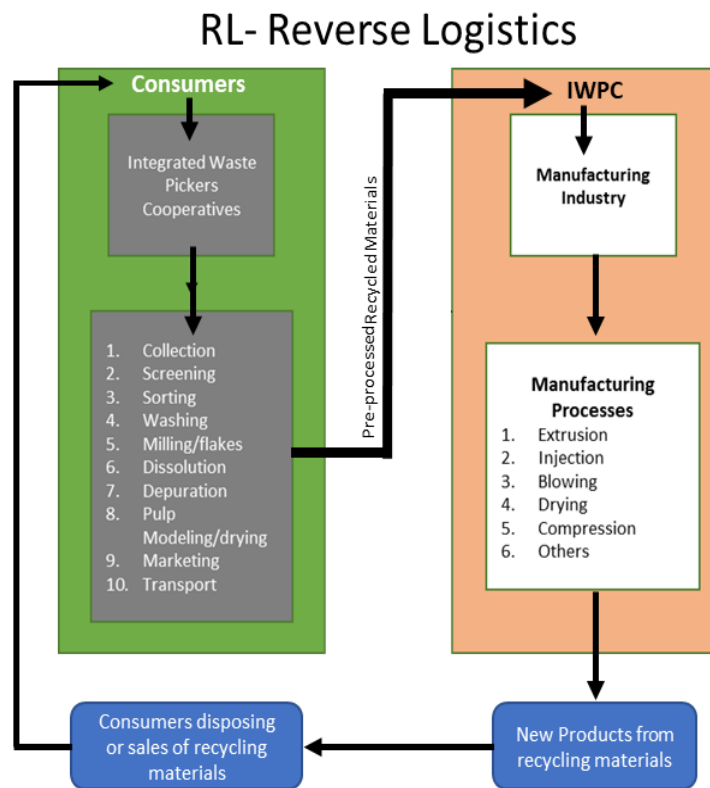 RL- Reverse Logistics
Consumers
Integrated Waste
Pickers
Cooperatives
1. Collection
2. Screening
3. Sorting
4. Washing
5. Milling/flakes
6. Dissolution
7. Depuration
8. Pulp
Modeling/drying
9. Marketing
10. Transport
Pre-processed Recycled Materials
IWPC
Manufacturing
Industry
Manufacturing
Processes
1. Extrusion
2. Injection
3. Blowing
4. Drying
5. Compression
6. Others
New Products from
recycling materials
Consumers disposing
or sales of recycling
materials